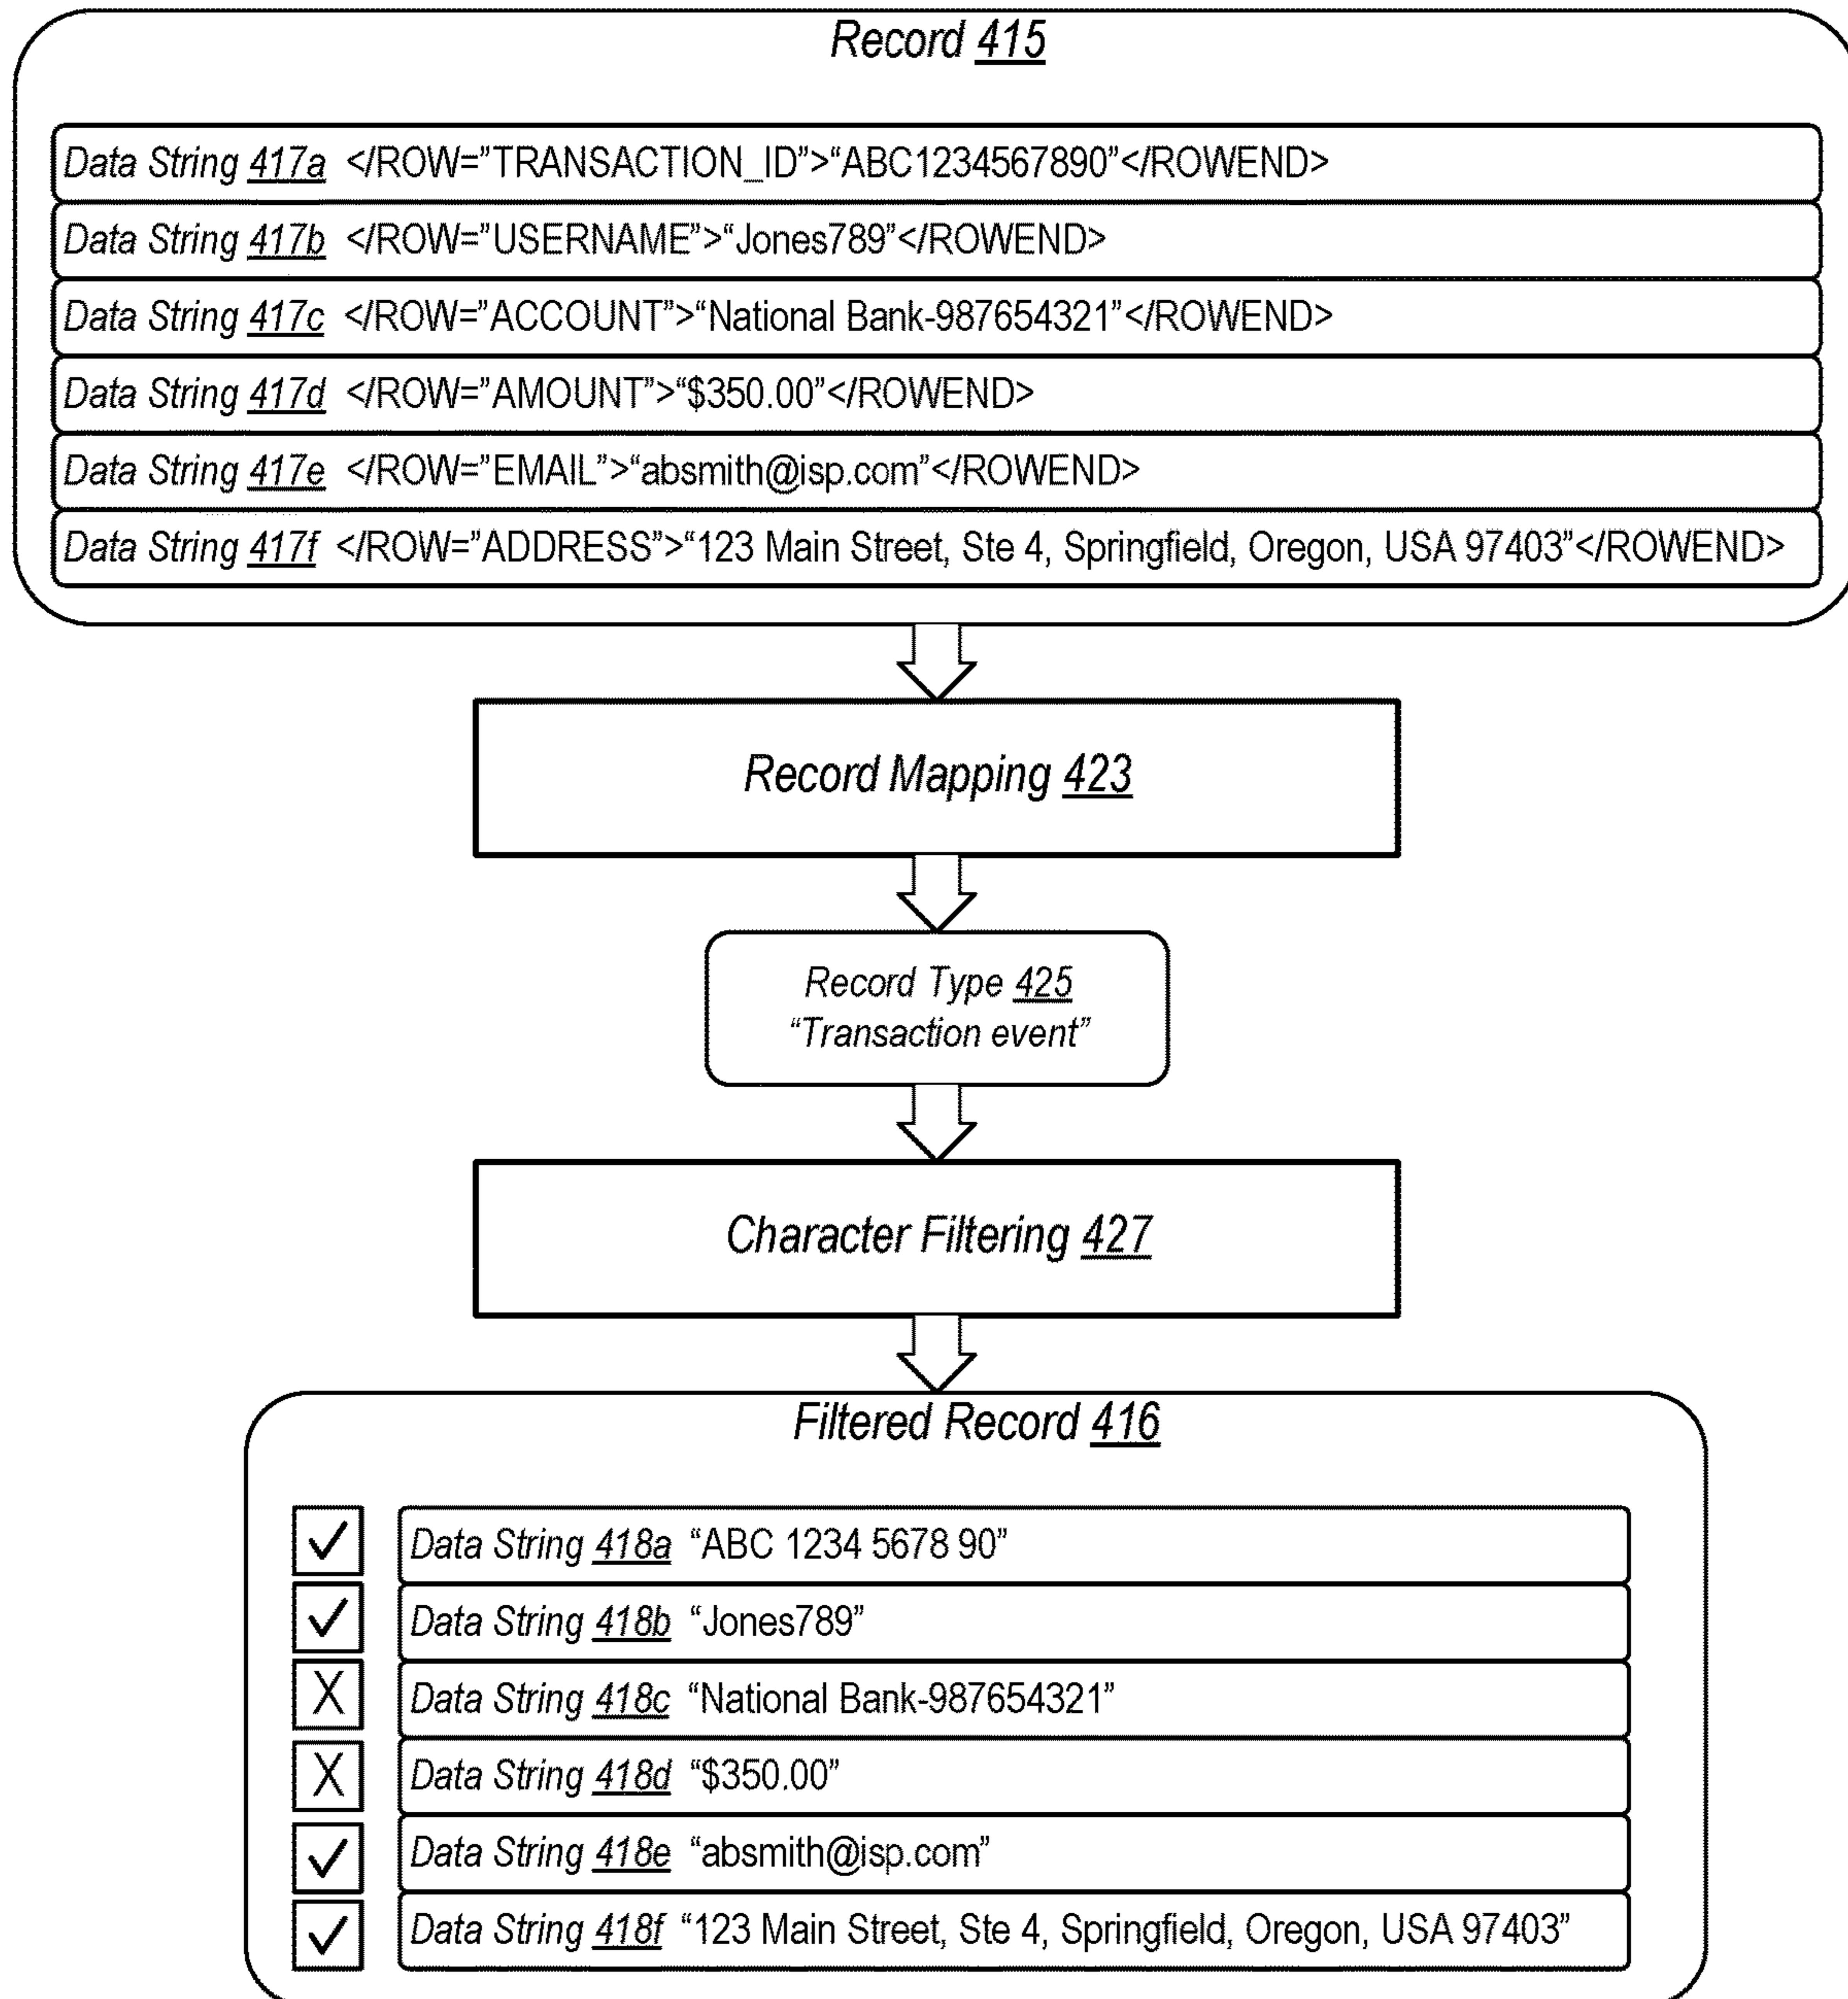 Record 415
Data String 417a </ROW=”TRANSACTION_ID”>“ABC1234567890”</ROWEND>
Data String 417b </ROW=”USERNAME”>“Jones789”</ROWEND>
Data String 417c </ROW=”ACCOUNT”>“National Bank-987654321”</ROWEND>
Data String 417d </ROW=”AMOUNT”>“$350.00”</ROWEND>
Data String 417e </ROW=”EMAIL”>“absmith@isp.com”</ROWEND>
Data String 417f </ROW=”ADDRESS”>“123 Main Street, Ste 4, Springfield, Oregon, USA 97403”</ROWEND>
Record Mapping 423
Record Type 425
“Transaction event”
Character Filtering 427
Filtered Record 416
Data String 418a “ABC 1234 5678 90”
Data String 418b “Jones789”
X Data String 418c “National Bank-987654321”
X Data String 418d “$350.00”
Data String 418e “absmith@isp.com”
Data String 418f “123 Main Street, Ste 4, Springfield, Oregon, USA 97403”